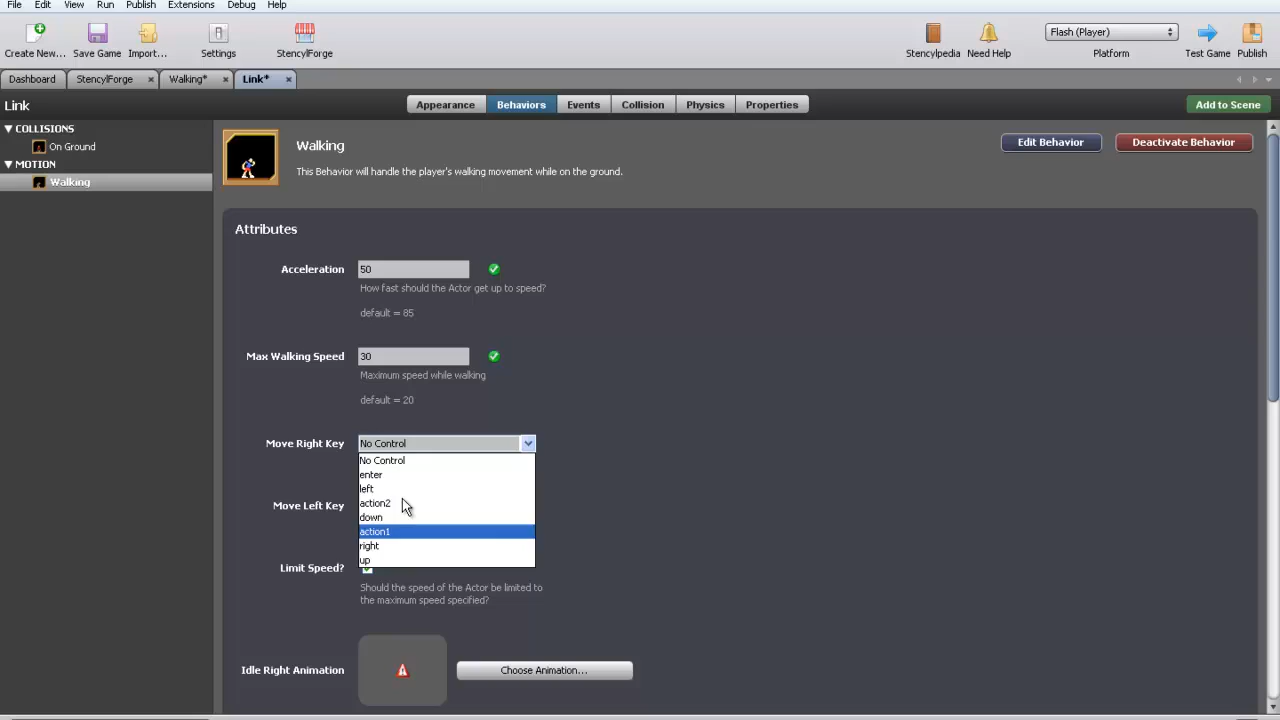 File Edit View Run Publish Extensions Debug Help
Create New... Save Game Import... Settings StencylForge Stencylpedia Need Help Flash (Player) Platform Test Game Publish
Dashboard StencylForge Walking* Link*
Link Appearance Behaviors Events Collision Physics Properties Add to Scene
COLLISIONS
On Ground
MOTION
Walking
Walking Edit Behavior Deactivate Behavior
This Behavior will handle the player's walking movement while on the ground.
Attributes
Acceleration 50
How fast should the Actor get up to speed?
default = 85
Max Walking Speed 30
Maximum speed while walking
default = 20
Move Right Key No Control
No Control
enter
left
action2
Move Left Key
down
action1
right
up
Limit Speed?
Should the speed of the Actor be limited to
the maximum speed specified?
Idle Right Animation Choose Animation...